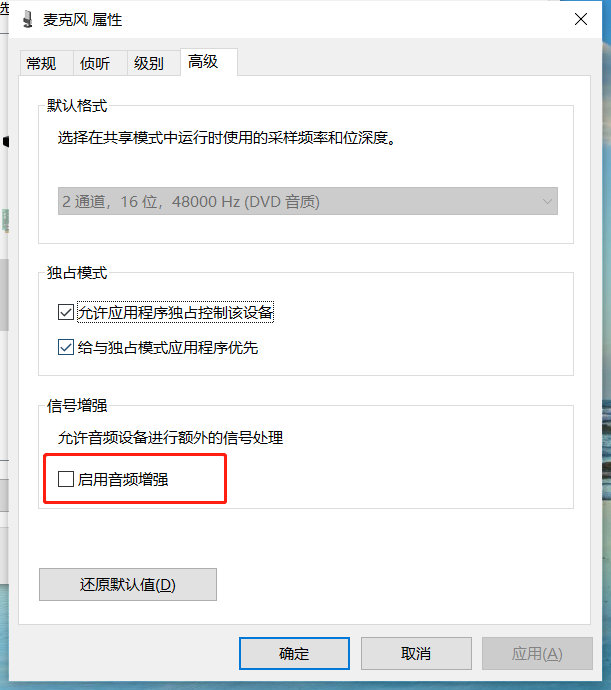 先
麦克风 属性
常规
侦听
级别
高级
默认格式
选择在共享模式中运行时使用的采样频率和位深度。
2 通道，16 位，48000 Hz (DVD 音质)
独占模式
允许应用程序独占控制该设备
给与独占模式应用程序优先
信号增强
允许音频设备进行额外的信号处理
启用音频增强
还原默认值(D)
确定
取消
应用(A)